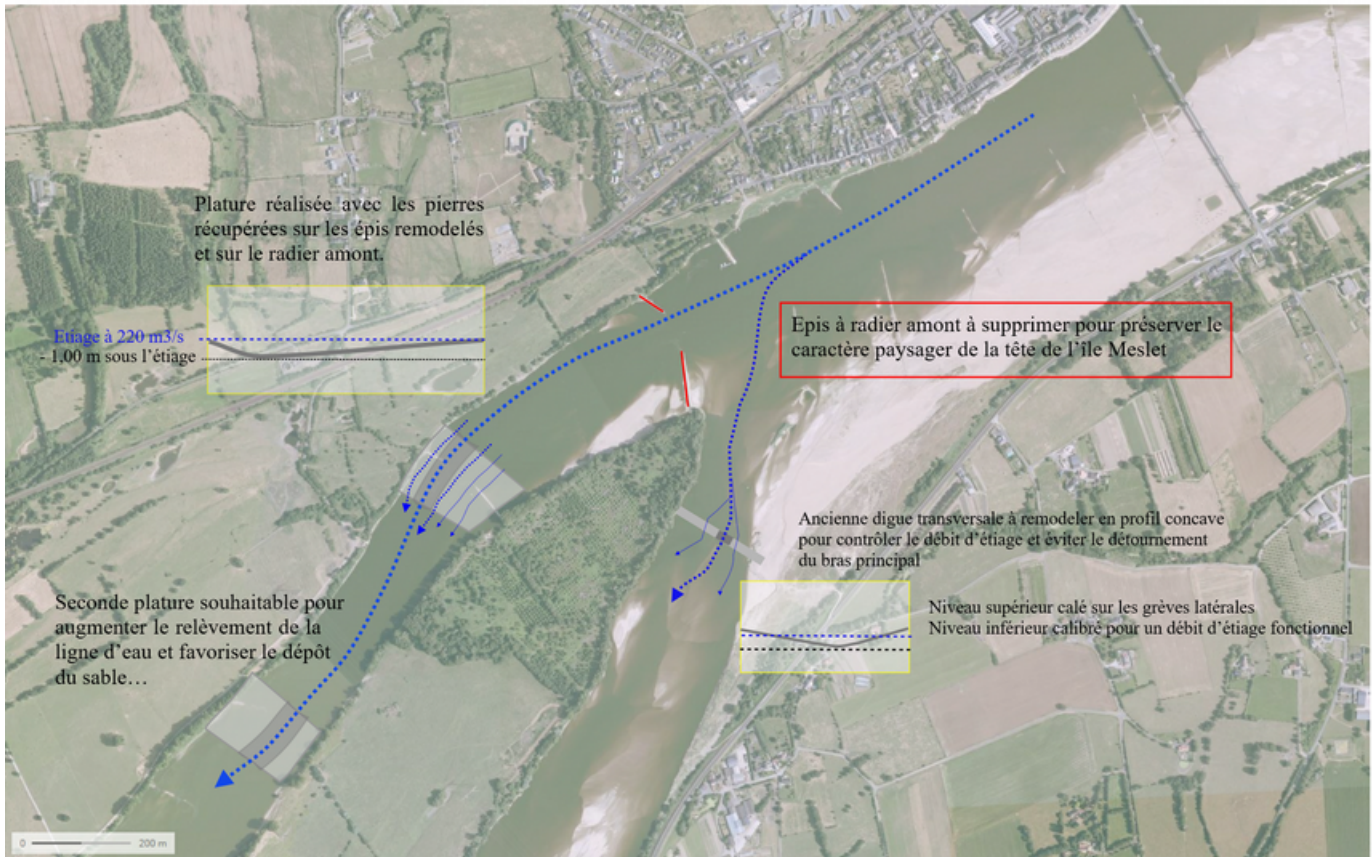 Plature réalisée avec les pierres
récupérées sur les épis remodelés
et sur le radier amont.
Etiage à 220 m3/s
- 1,00 m sous l'étiage
Epis à radier amont à supprimer pour préserver le
caractère paysager de la tête de l'île Meslet
Ancienne digue transversale à remodeler en profil concave
pour contrôler le débit d'étiage et éviter le détournement
du bras principal
Niveau supérieur calé sur les grèves latérales
Niveau inférieur calibré pour un débit d'étiage fonctionnel
Seconde plature souhaitable pour
augmenter le relèvement de la
ligne d'eau et favoriser le dépôt
du sable…
0 200 m